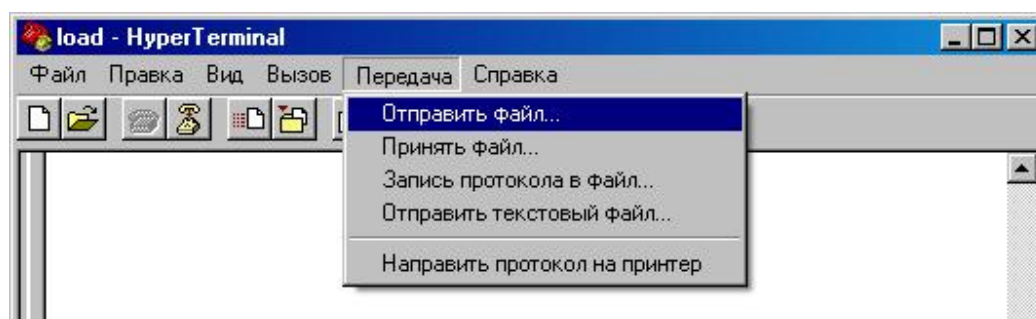 load - HyperTerminal
Файл Правка Вид Вызов Передача Справка
Отправить файл...
Принять файл...
Запись протокола в файл...
Отправить текстовый файл...
Направить протокол на принтер